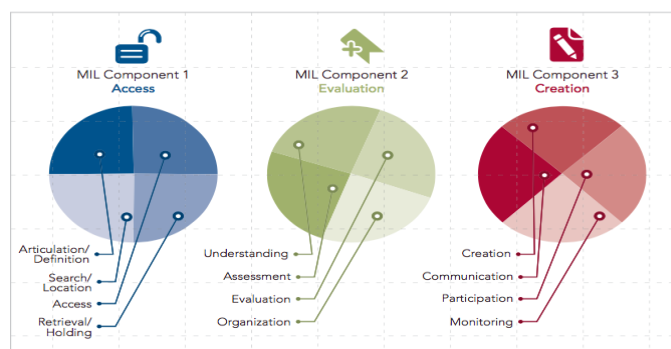 MIL Component 1
Access
Articulation/
Definition
Search/
Location
Access
Retrieval/
Holding
MIL Component 2
Evaluation
Understanding
Assessment
Evaluation
Organization
MIL Component 3
Creation
Creation
Communication
Participation
Monitoring